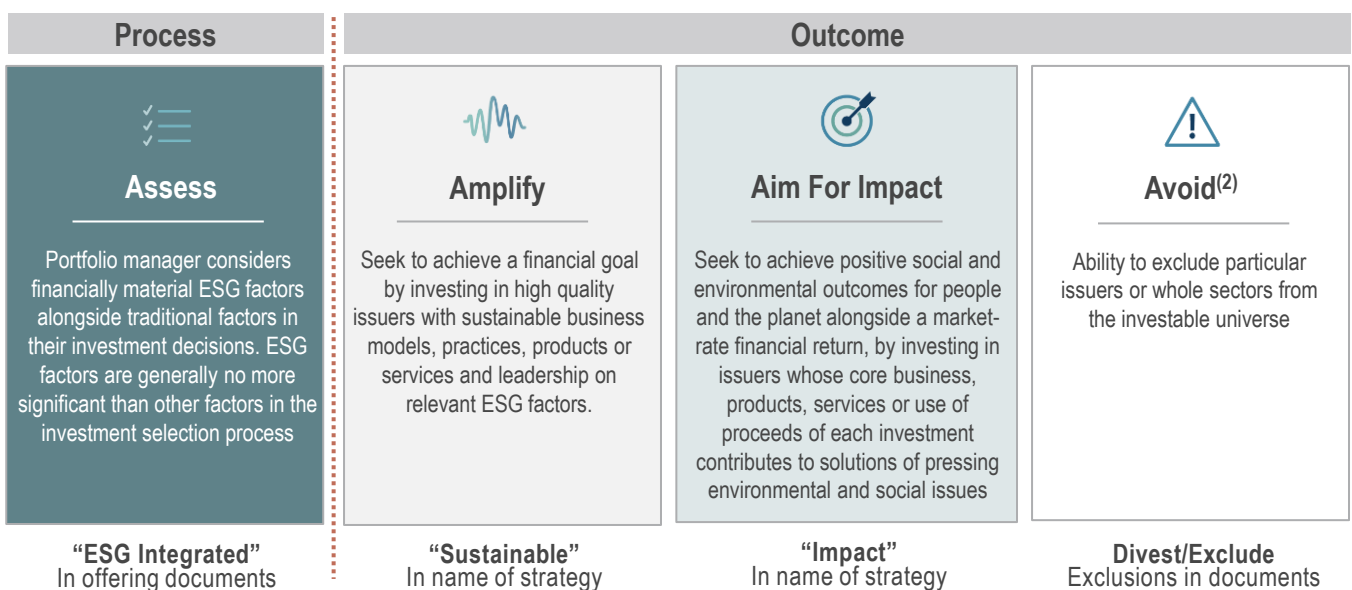 Process
Outcome
Assess
Portfolio manager considers
financially material ESG factors
alongside traditional factors in
their investment decisions. ESG
factors are generally no more
significant than other factors in the
investment selection process
“ESG Integrated”
In offering documents
Amplify
Seek to achieve a financial goal
by investing in high quality
issuers with sustainable business
models, practices, products or
services and leadership on
relevant ESG factors.
“Sustainable”
In name of strategy
Aim For Impact
Seek to achieve positive social and
environmental outcomes for people
and the planet alongside a market-
rate financial return, by investing in
issuers whose core business,
products, services or use of
proceeds of each investment
contributes to solutions of pressing
environmental and social issues
“Impact”
In name of strategy
Avoid(2)
Ability to exclude particular
issuers or whole sectors from
the investable universe
Divest/Exclude
Exclusions in documents